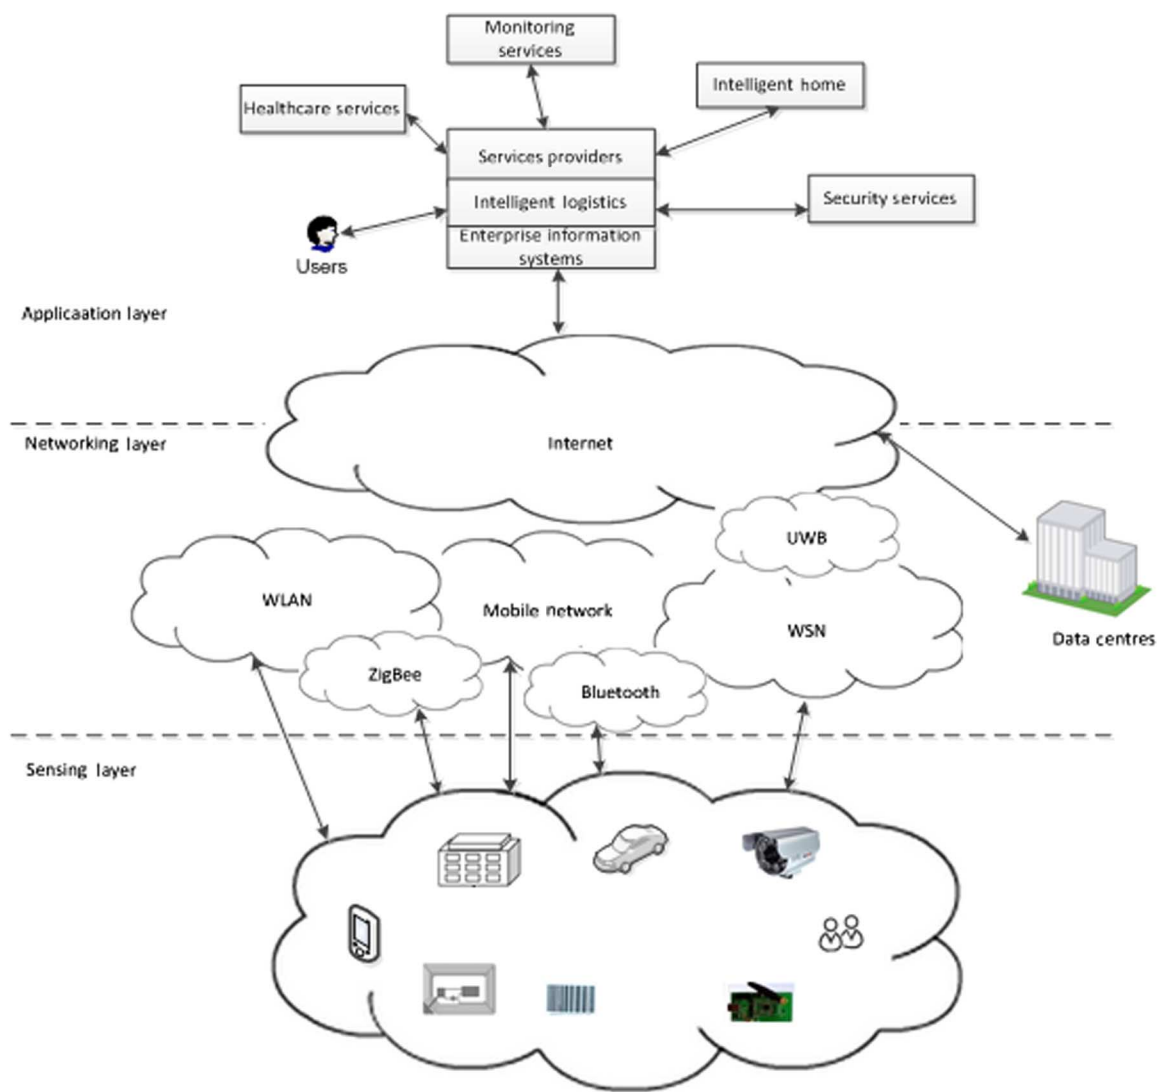 Monitoring
services
Intelligent home
Healthcare services
Services providers
Security services
Intelligent logistics
Enterprise information
systems
Users
Applicaation layer
Networking layer
Internet
UWB
WLAN
Mobile network
WSN
Data centres
ZigBee
Bluetooth
Sensing layer